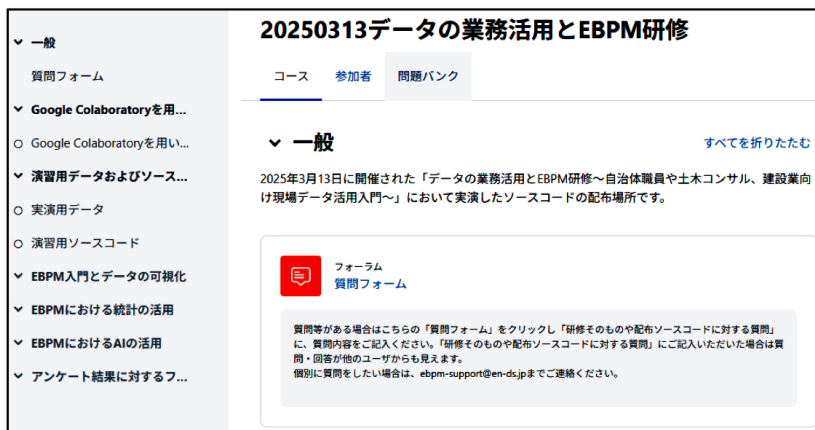 一般
質問フォーム
Google Colaboratoryを用...
Google Colaboratoryを用い...
演習用データおよびソース...
実演用データ
演習用ソースコード
EBPM入門とデータの可視化
EBPMにおける統計の活用
EBPMにおけるAIの活用
アンケート結果に対するフ...
20250313データの業務活用とEBPM研修
コース 参加者 問題バンク
一般 すべてを折りたたむ
2025年3月13日に開催された「データの業務活用とEBPM研修～自治体職員や土木コンサル、建設業向
け現場データ活用入門～」において実演したソースコードの配布場所です。
フォーラム
質問フォーム
質問等がある場合はこちらの「質問フォーム」をクリックし「研修そのものや配布ソースコードに対する質問」
に、質問内容をご記入ください。「研修そのものや配布ソースコードに対する質問」にご記入いただいた場合は質
問・回答が他のユーザからも見えます。
個別に質問をしたい場合は、ebpm-support@en-ds.jpまでご連絡ください。